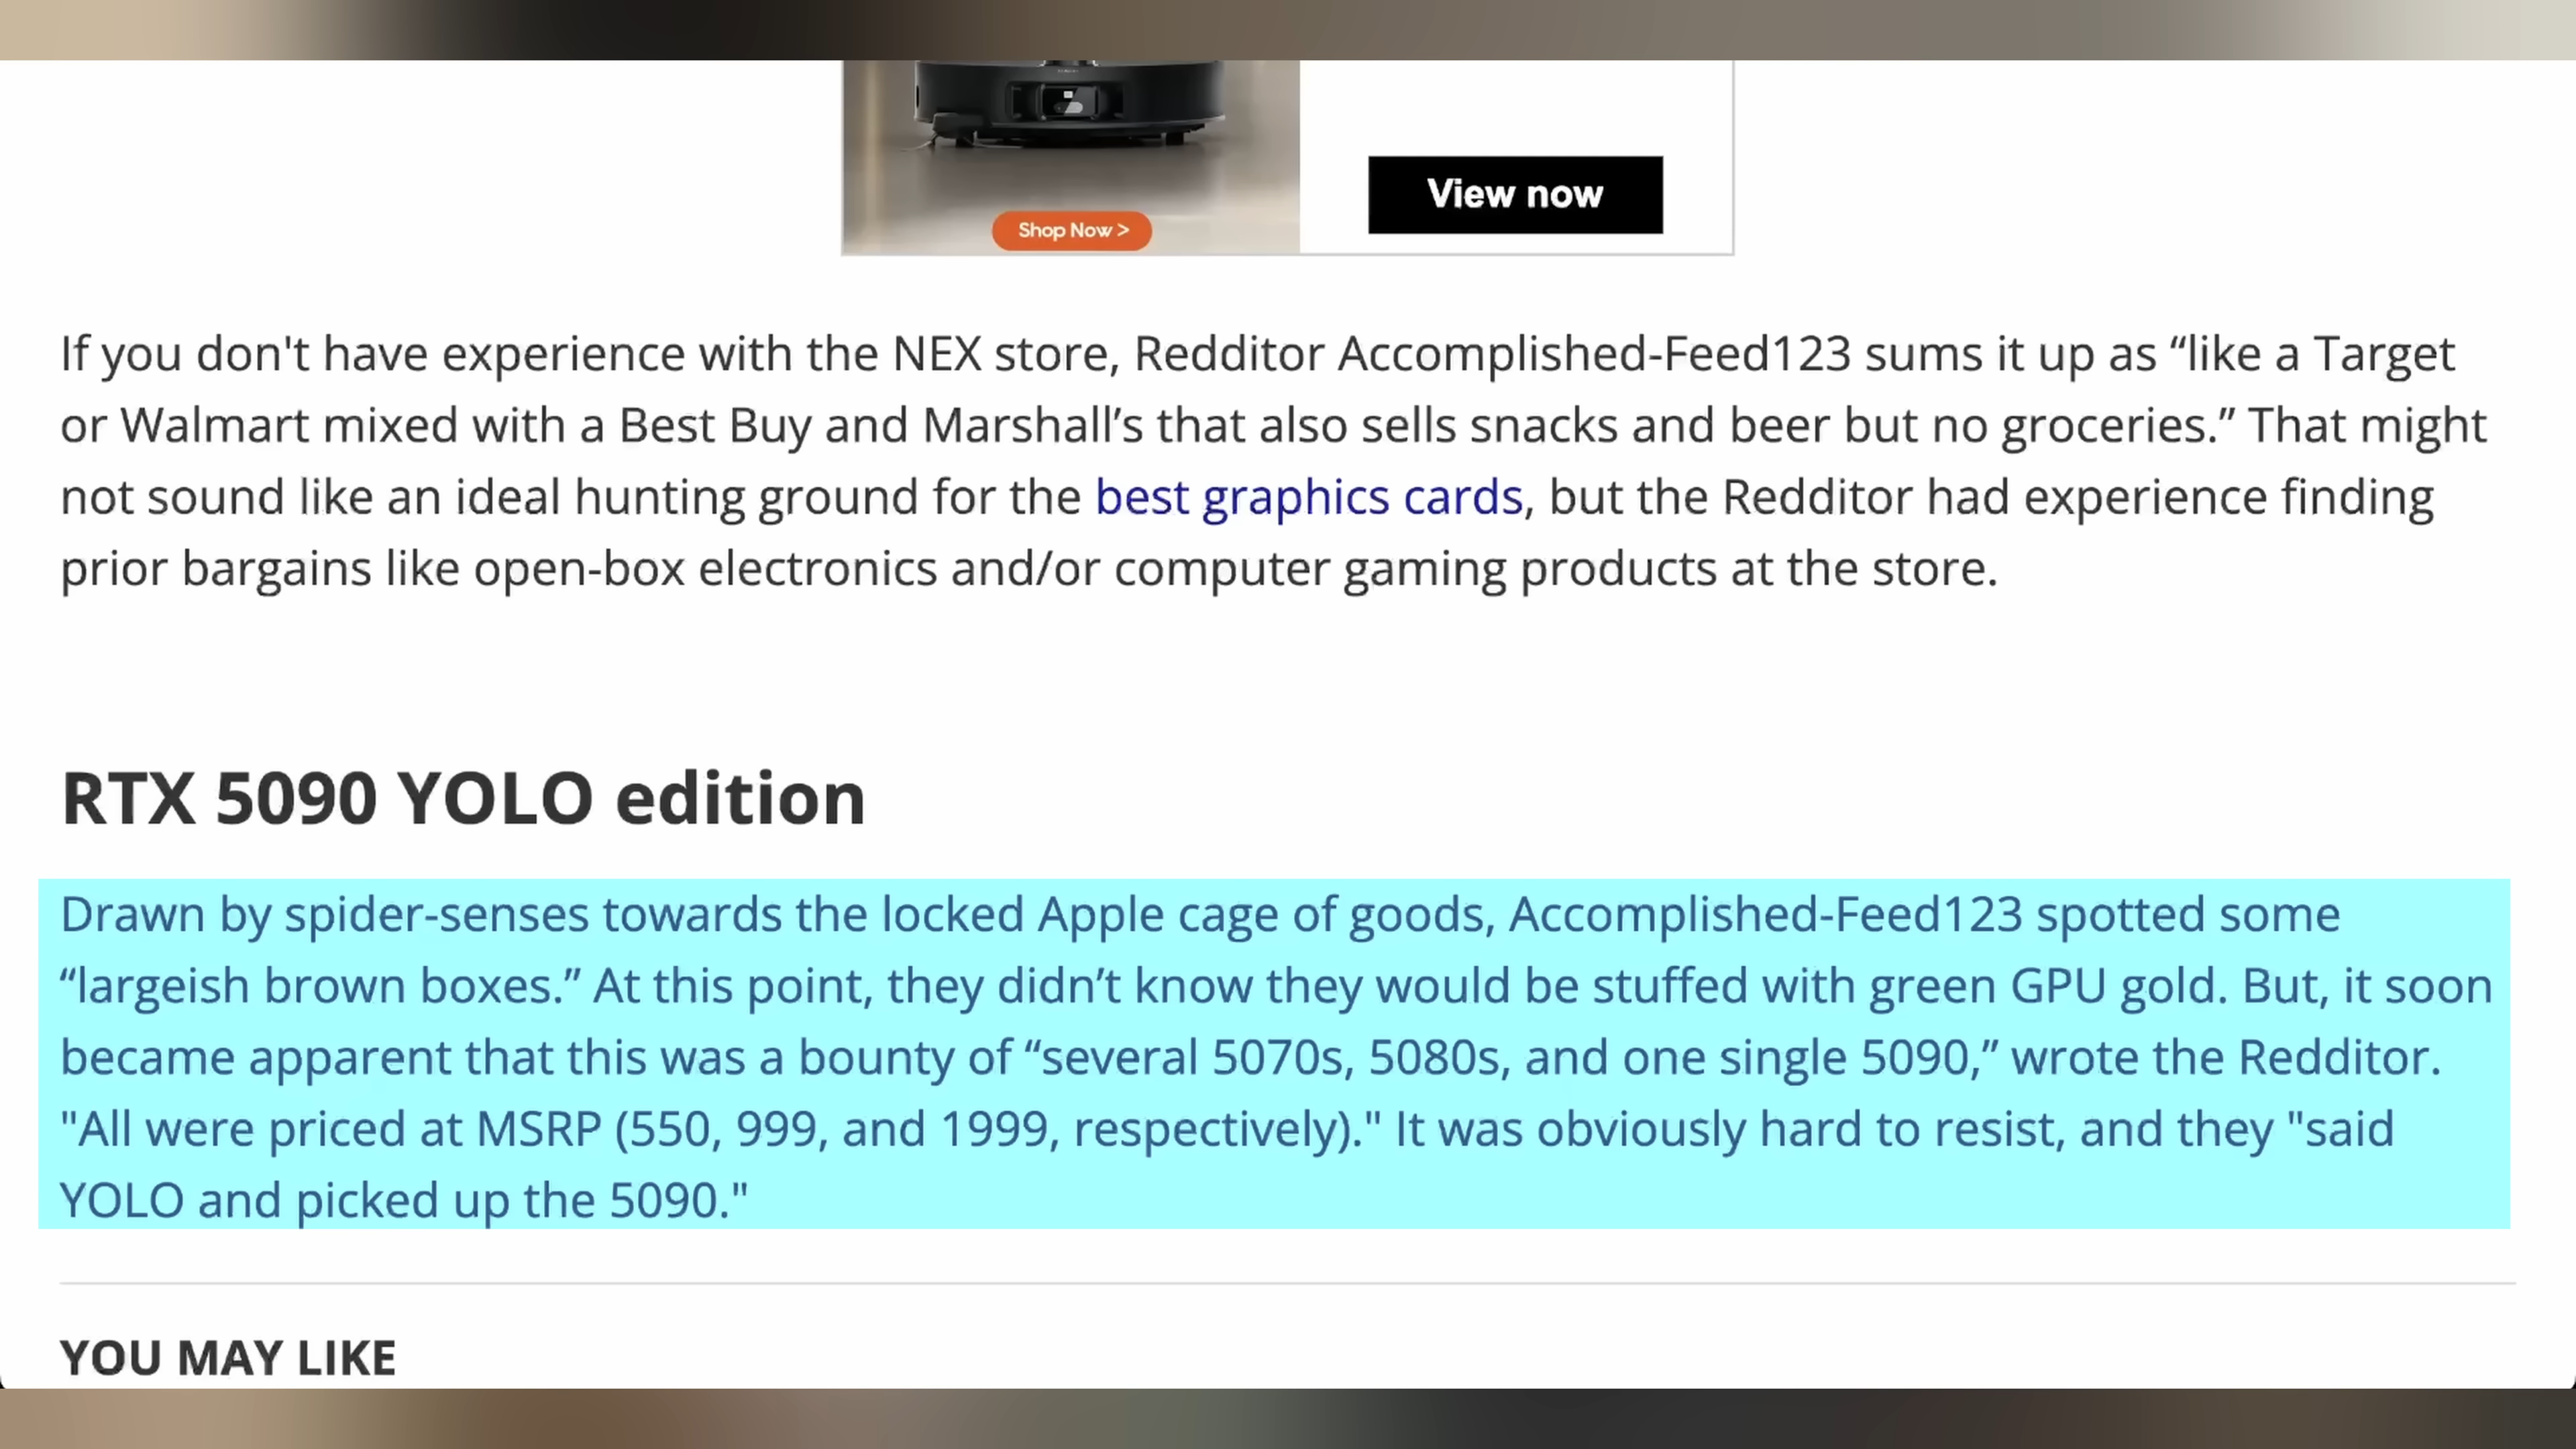 View now
Shop Now >
If you don't have experience with the NEX store, Redditor Accomplished-Feed123 sums it up as “like a Target
or Walmart mixed with a Best Buy and Marshall’s that also sells snacks and beer but no groceries.” That might
not sound like an ideal hunting ground for the best graphics cards, but the Redditor had experience finding
prior bargains like open-box electronics and/or computer gaming products at the store.
RTX 5090 YOLO edition
Drawn by spider-senses towards the locked Apple cage of goods, Accomplished-Feed123 spotted some
“largeish brown boxes.” At this point, they didn’t know they would be stuffed with green GPU gold. But, it soon
became apparent that this was a bounty of “several 5070s, 5080s, and one single 5090,” wrote the Redditor.
"All were priced at MSRP (550, 999, and 1999, respectively)." It was obviously hard to resist, and they "said
YOLO and picked up the 5090."
YOU MAY LIKE